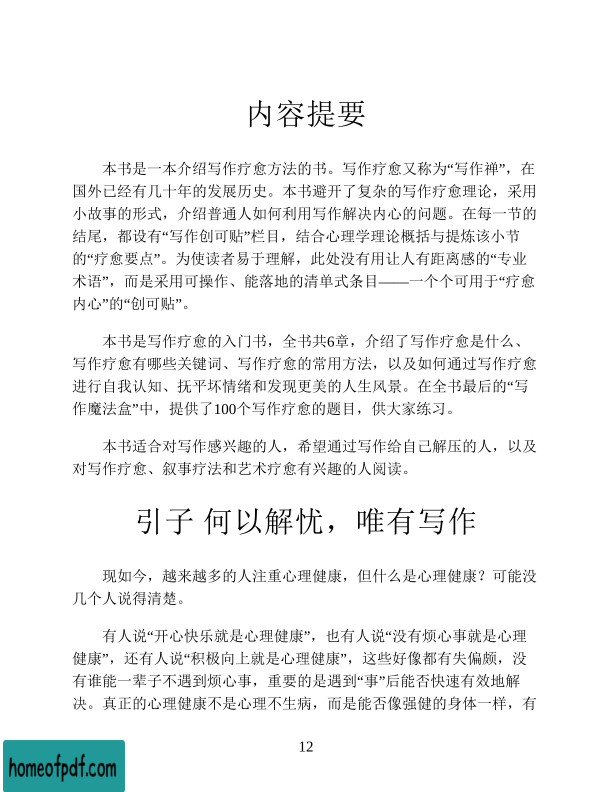 内容提要
本书是一本介绍写作疗愈方法的书。写作疗愈又称为“写作禅”，在
国外已经有几十年的发展历史。本书避开了复杂的写作疗愈理论，采用
小故事的形式，介绍普通人如何利用写作解决内心的问题。在每一节的
结尾，都设有“写作创可贴”栏目，结合心理学理论概括与提炼该小节
的“疗愈要点”。为使读者易于理解，此处没有用让人有距离感的“专业
术语”，而是采用可操作、能落地的清单式条目——一个个可用于“疗愈
内心”的“创可贴”。
本书是写作疗愈的入门书，全书共6章，介绍了写作疗愈是什么、
写作疗愈有哪些关键词、写作疗愈的常用方法，以及如何通过写作疗愈
进行自我认知、抚平坏情绪和发现更美的人生风景。在全书最后的“写
作魔法盒”中，提供了100个写作疗愈的题目，供大家练习。
本书适合对写作感兴趣的人，希望通过写作给自己解压的人，以及
对写作疗愈、叙事疗法和艺术疗愈有兴趣的人阅读。
引子 何以解忧，唯有写作
现如今，越来越多的人注重心理健康，但什么是心理健康？可能没
几个人说得清楚。
有人说“开心快乐就是心理健康”，也有人说“没有烦心事就是心理
健康”，还有人说“积极向上就是心理健康”，这些好像都有失偏颇，没
有谁能一辈子不遇到烦心事，重要的是遇到“事”后能否快速有效地解
决。真正的心理健康不是心理不生病，而是能否像强健的身体一样，有
12
homeofpdf.com